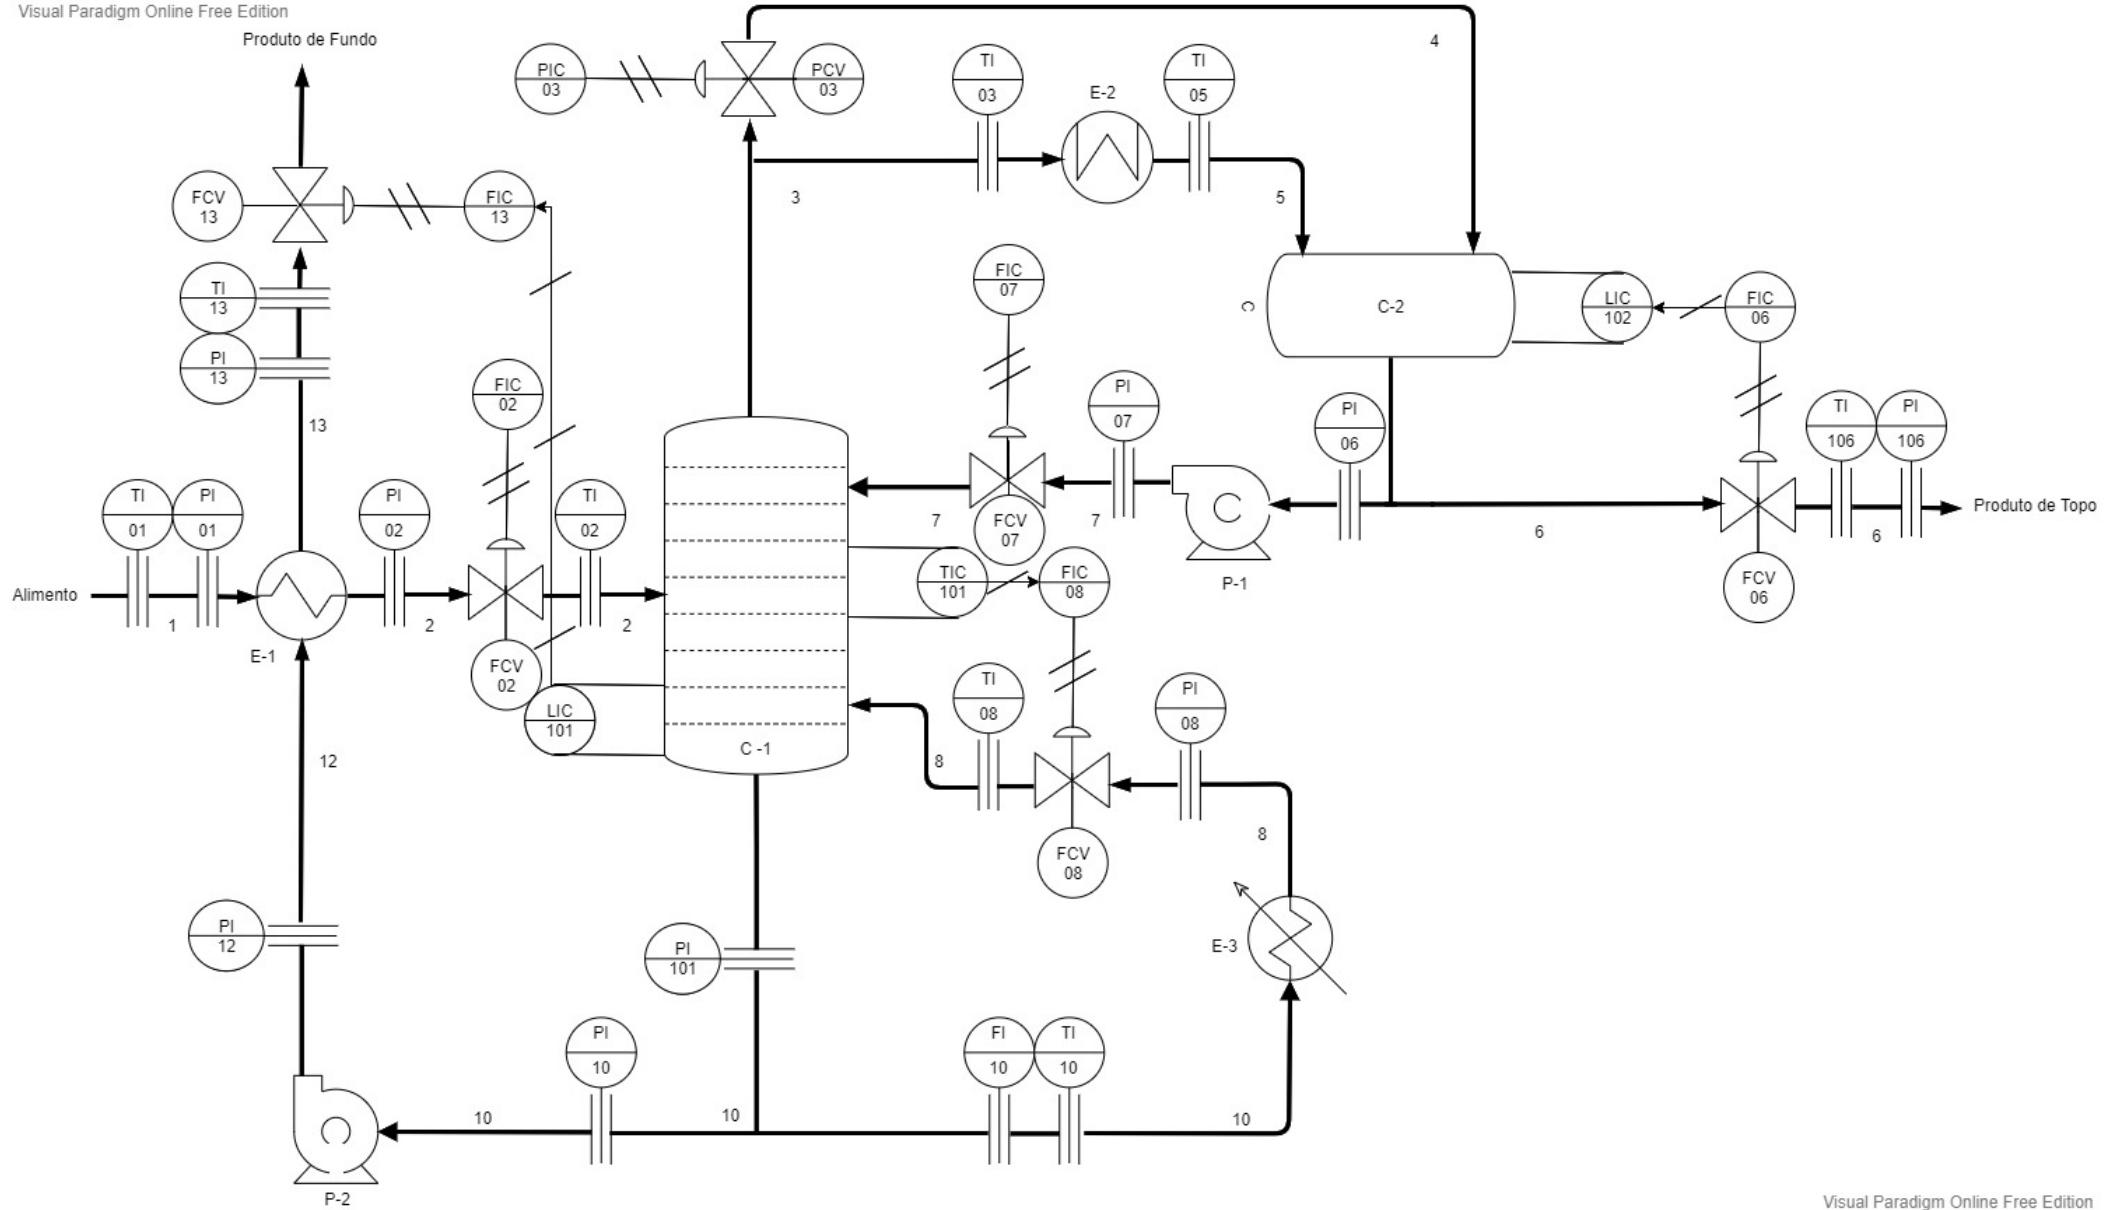 Visual Paradigm Online Free Edition
Produto de Fundo
4
PIC
03
PCV
03
TI
03
E-2
TI
05
FCV
13
FIC
13
3
5
TI
13
PI
13
FIC
07
C
C-2
LIC
102
FIC
06
FIC
02
PI
07
PI
06
TI
106
PI
106
13
TI
01
PI
01
PI
02
TI
02
7
FCV
07
7
C
6
6
Produto de Topo
Alimento
1
E-1
2
2
TIC
101
FIC
08
P-1
FCV
06
FCV
02
LIC
101
C -1
TI
08
PI
08
12
8
FCV
08
8
PI
12
PI
101
E-3
PI
10
FI
10
TI
10
10
10
10
P-2
Visual Paradigm Online Free Edition